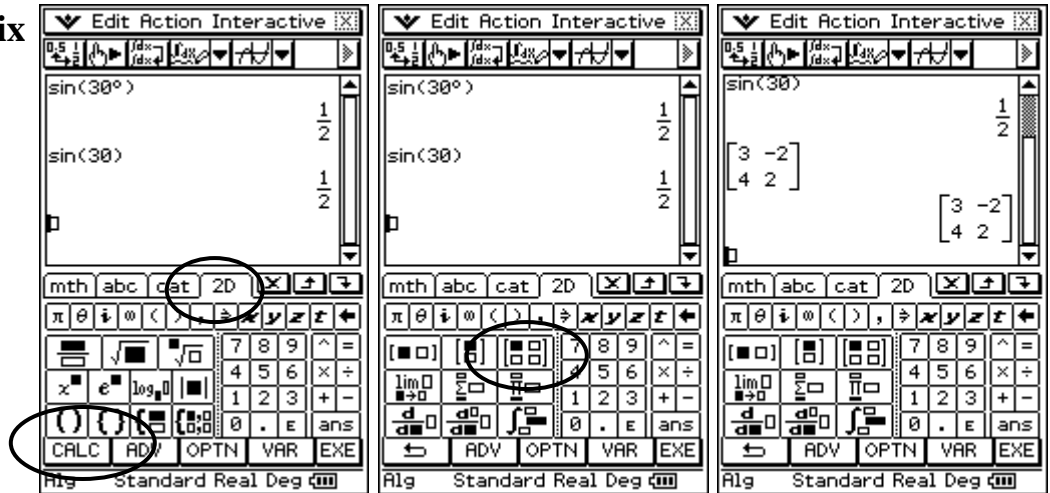 ix
Edit Action Interactive
sin(30°)
1
2
sin(30)
1
2
mth abc cat 2D
π θ i ∞ ( ) , ⇒ x y z t
7 8 9 ^ =
4 5 6 × ÷
1 2 3 + −
0 . E ans
CALC ADV OPTN VAR EXE
Alg Standard Real Deg
Edit Action Interactive
sin(30°)
1
2
sin(30)
1
2
mth abc cat 2D
π θ i ∞ ( ) , ⇒ x y z t
7 8 9 ^ =
lim 4 5 6 × ÷
1 2 3 + −
0 . E ans
ADV OPTN VAR EXE
Alg Standard Real Deg
Edit Action Interactive
sin(30)
1
2
[3 -2]
[4 2]
[3 -2]
[4 2]
mth abc cat 2D
π θ i ∞ ( ) , ⇒ x y z t
7 8 9 ^ =
lim 4 5 6 × ÷
1 2 3 + −
0 . E ans
ADV OPTN VAR EXE
Alg Standard Real Deg